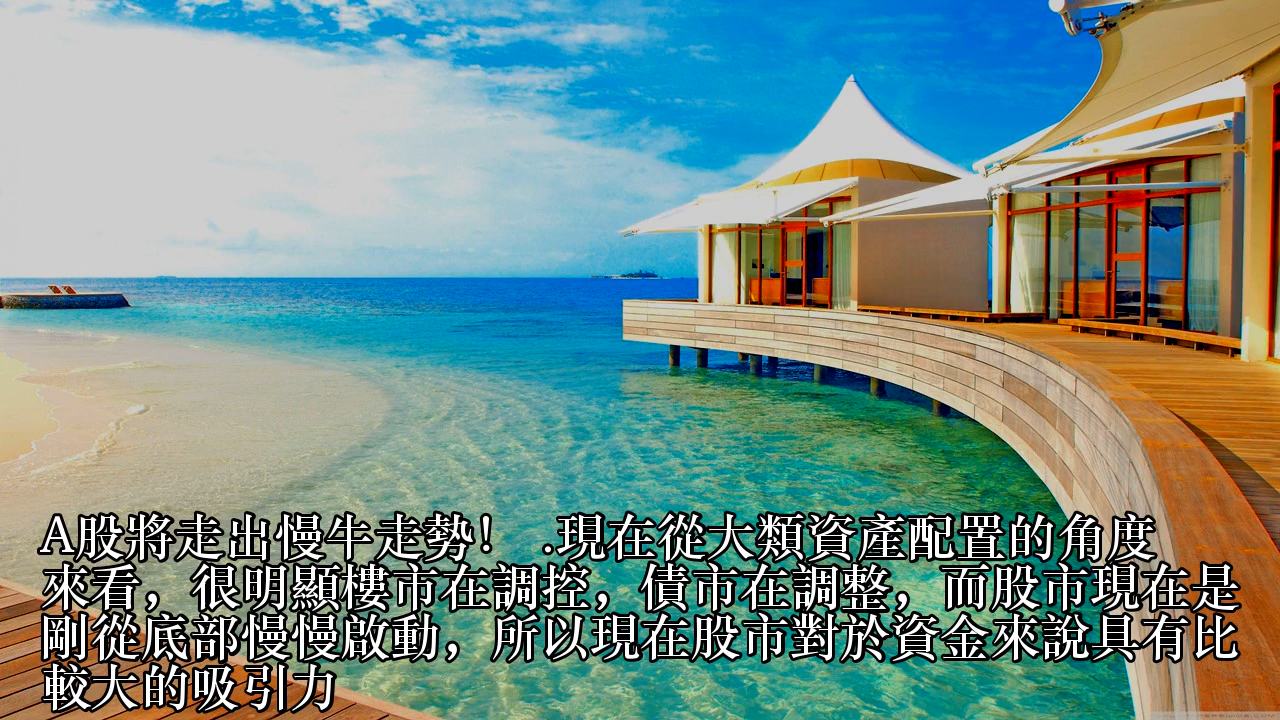 A股將走出慢牛走勢！ .現在從大類資產配置的角度
來看，很明顯樓市在調控，債市在調整，而股市現在是
剛從底部慢慢啟動，所以現在股市對於資金來說具有比
較大的吸引力